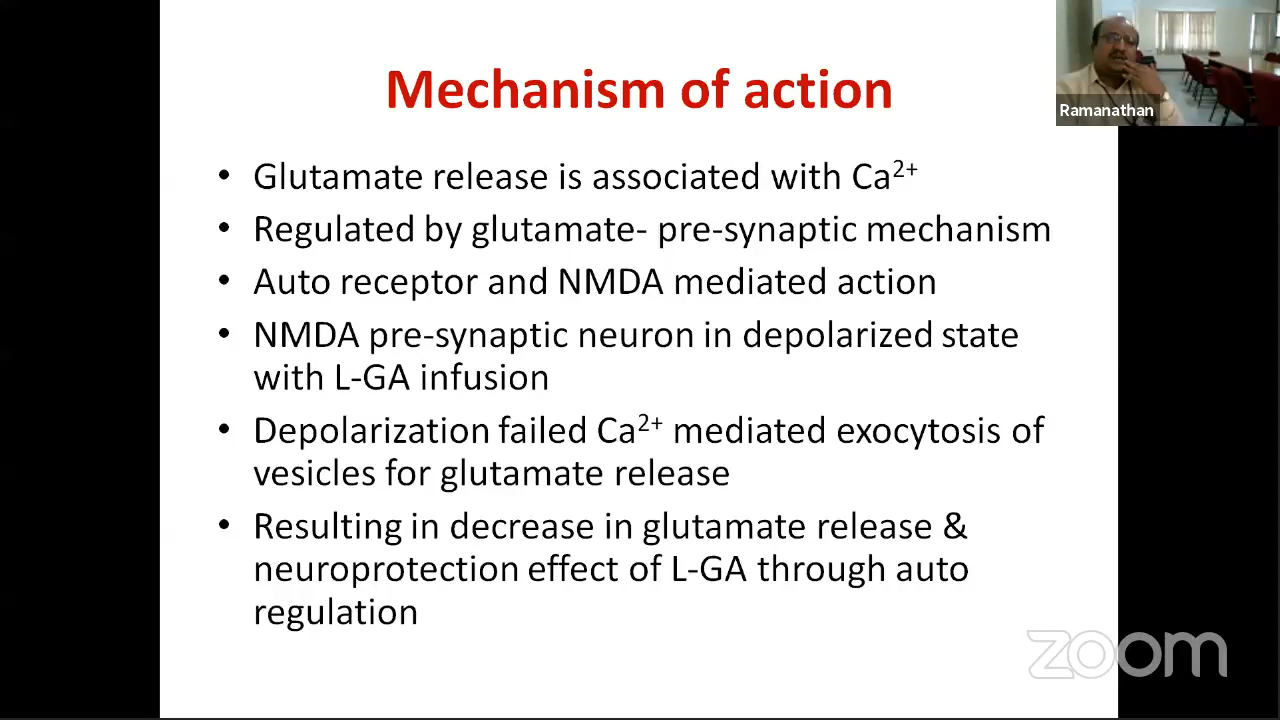 Mechanism of action
Ramanathan
• Glutamate release is associated with Ca²⁺
• Regulated by glutamate- pre-synaptic mechanism
• Auto receptor and NMDA mediated action
• NMDA pre-synaptic neuron in depolarized state
with L-GA infusion
• Depolarization failed Ca²⁺ mediated exocytosis of
vesicles for glutamate release
• Resulting in decrease in glutamate release &
neuroprotection effect of L-GA through auto
regulation
zoom